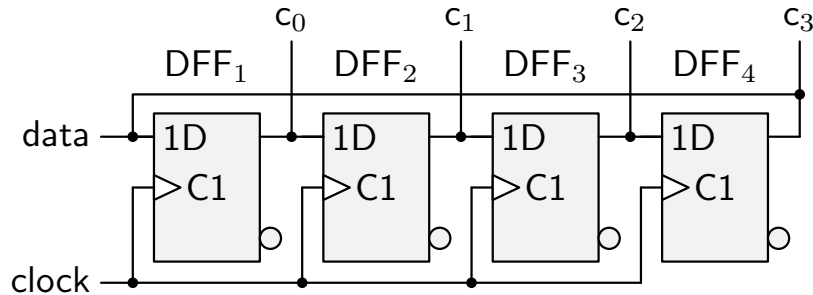 c₀ c₁ c₂ c₃
DFF₁ DFF₂ DFF₃ DFF₄
data 1D 1D 1D 1D
C1 C1 C1 C1
clock